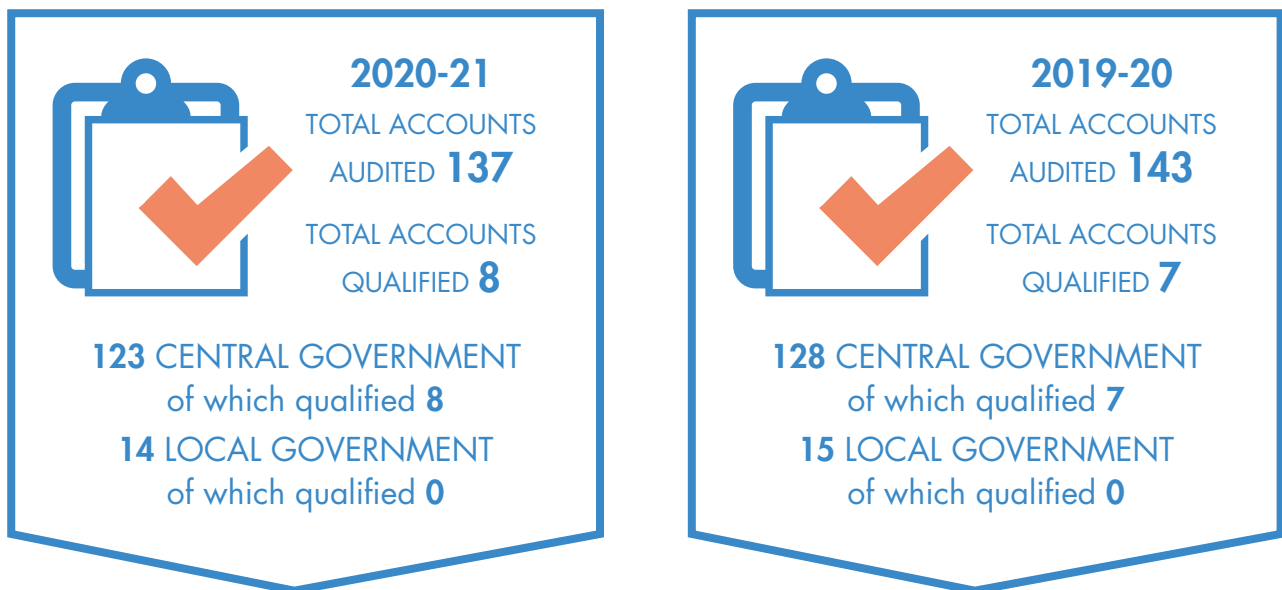 2020-21
TOTAL ACCOUNTS
AUDITED 137
TOTAL ACCOUNTS
QUALIFIED 8
123 CENTRAL GOVERNMENT
of which qualified 8
14 LOCAL GOVERNMENT
of which qualified 0
2019-20
TOTAL ACCOUNTS
AUDITED 143
TOTAL ACCOUNTS
QUALIFIED 7
128 CENTRAL GOVERNMENT
of which qualified 7
15 LOCAL GOVERNMENT
of which qualified 0